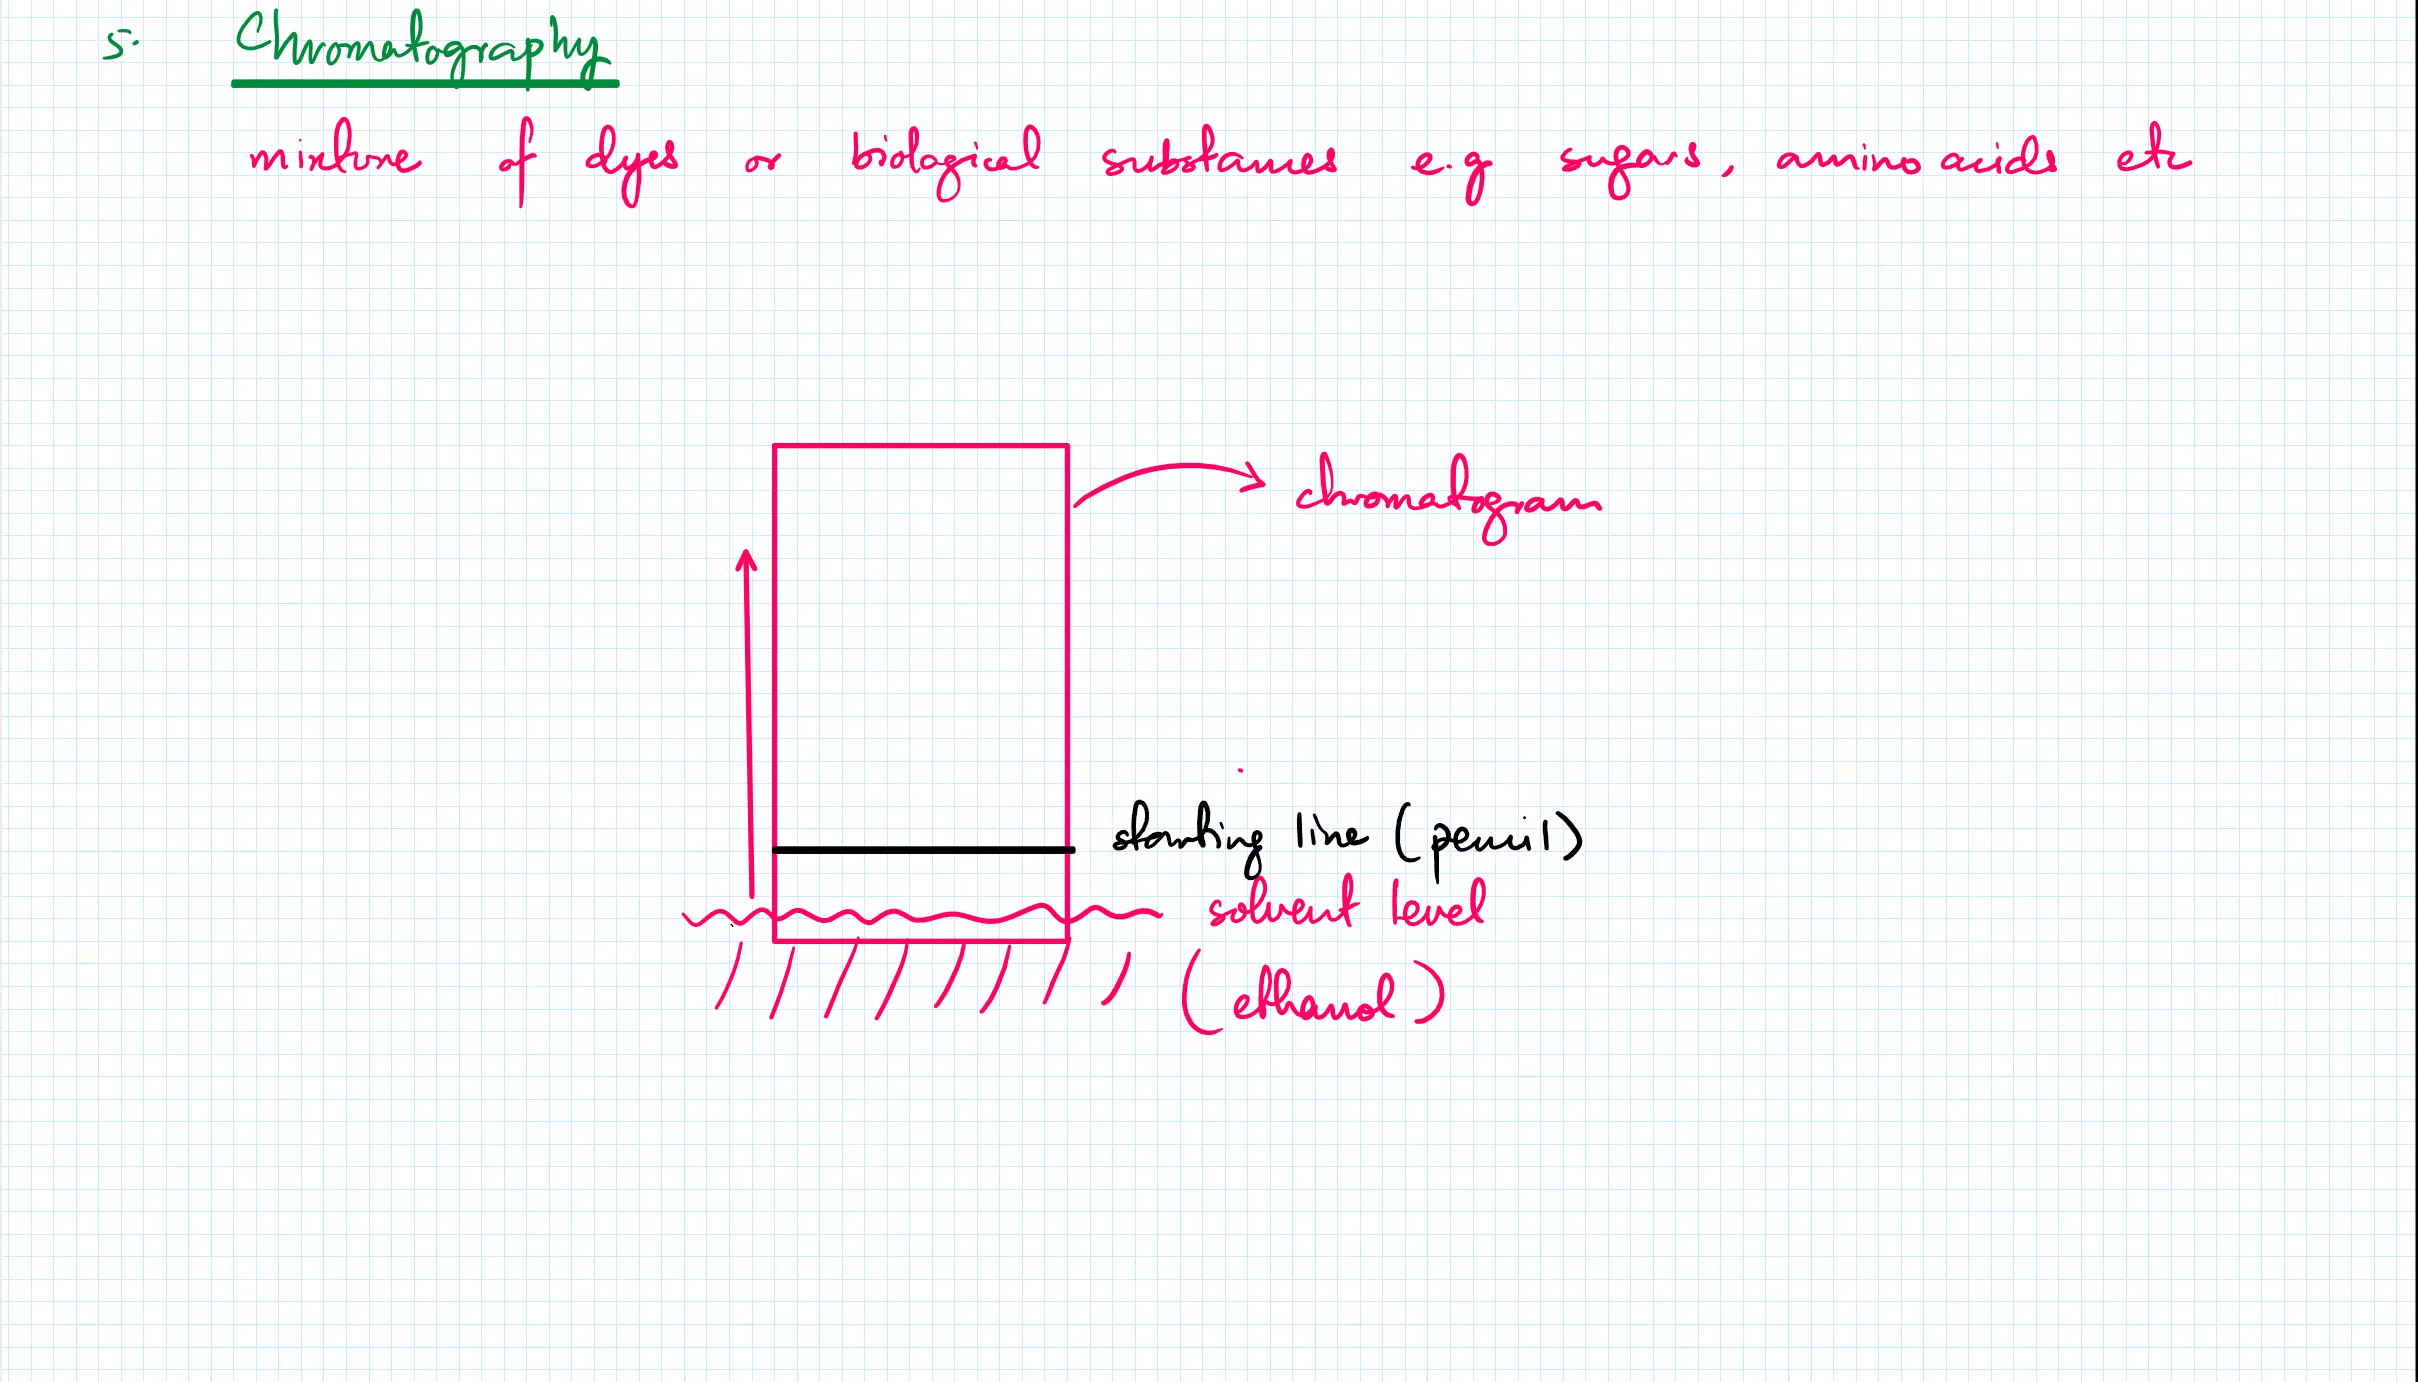 5. Chromatography
mixture of dyes or biological substances e.g sugars, amino acids etc
chromatogram
starting line (pencil)
solvent level
(ethanol)